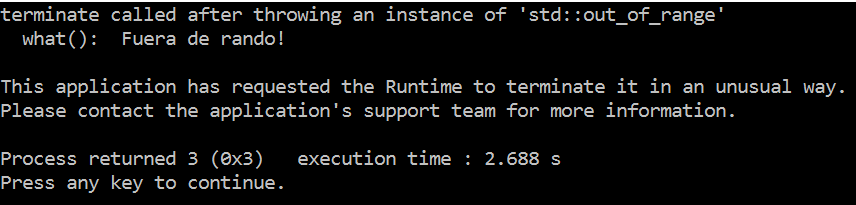 terminate called after throwing an instance of 'std::out_of_range'
what():  Fuera de rando!
This application has requested the Runtime to terminate it in an unusual way.
Please contact the application's support team for more information.
Process returned 3 (0x3)   execution time : 2.688 s
Press any key to continue.